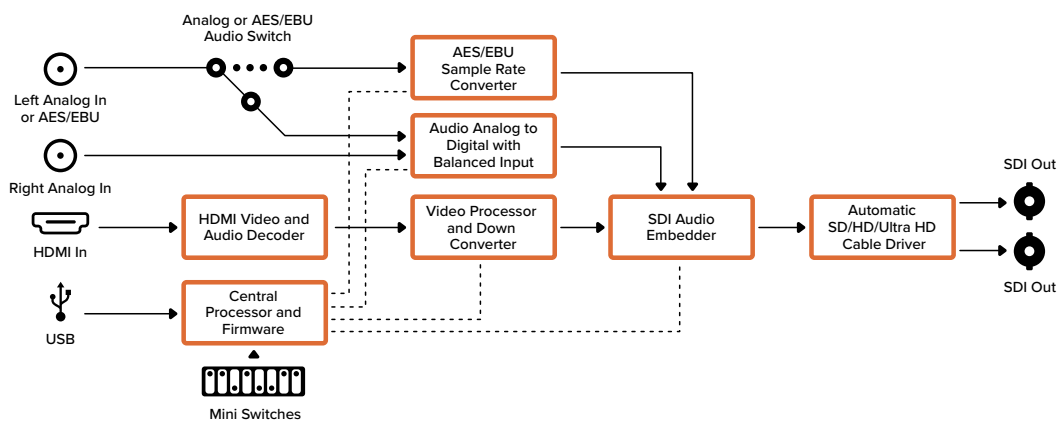 Analog or AES/EBU
Audio Switch
Left Analog In
or AES/EBU
AES/EBU
Sample Rate
Converter
Right Analog In
Audio Analog to
Digital with
Balanced Input
HDMI In
HDMI Video and
Audio Decoder
Video Processor
and Down
Converter
SDI Audio
Embedder
Automatic
SD/HD/Ultra HD
Cable Driver
SDI Out
SDI Out
USB
Central
Processor and
Firmware
Mini Switches